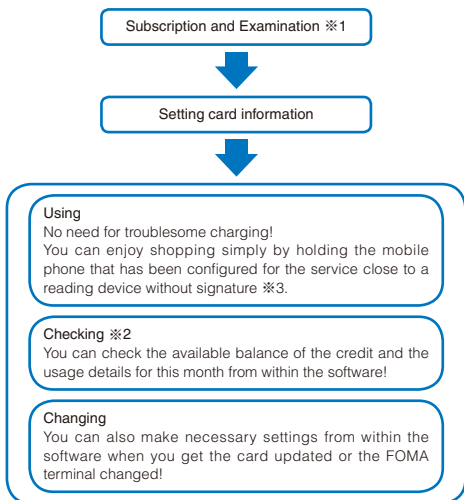 Subscription and Examination ※1
Setting card information
Using
No need for troublesome charging!
You can enjoy shopping simply by holding the mobile
phone that has been configured for the service close to a
reading device without signature ※3.
Checking ※2
You can check the available balance of the credit and the
usage details for this month from within the software!
Changing
You can also make necessary settings from within the
software when you get the card updated or the FOMA
terminal changed!